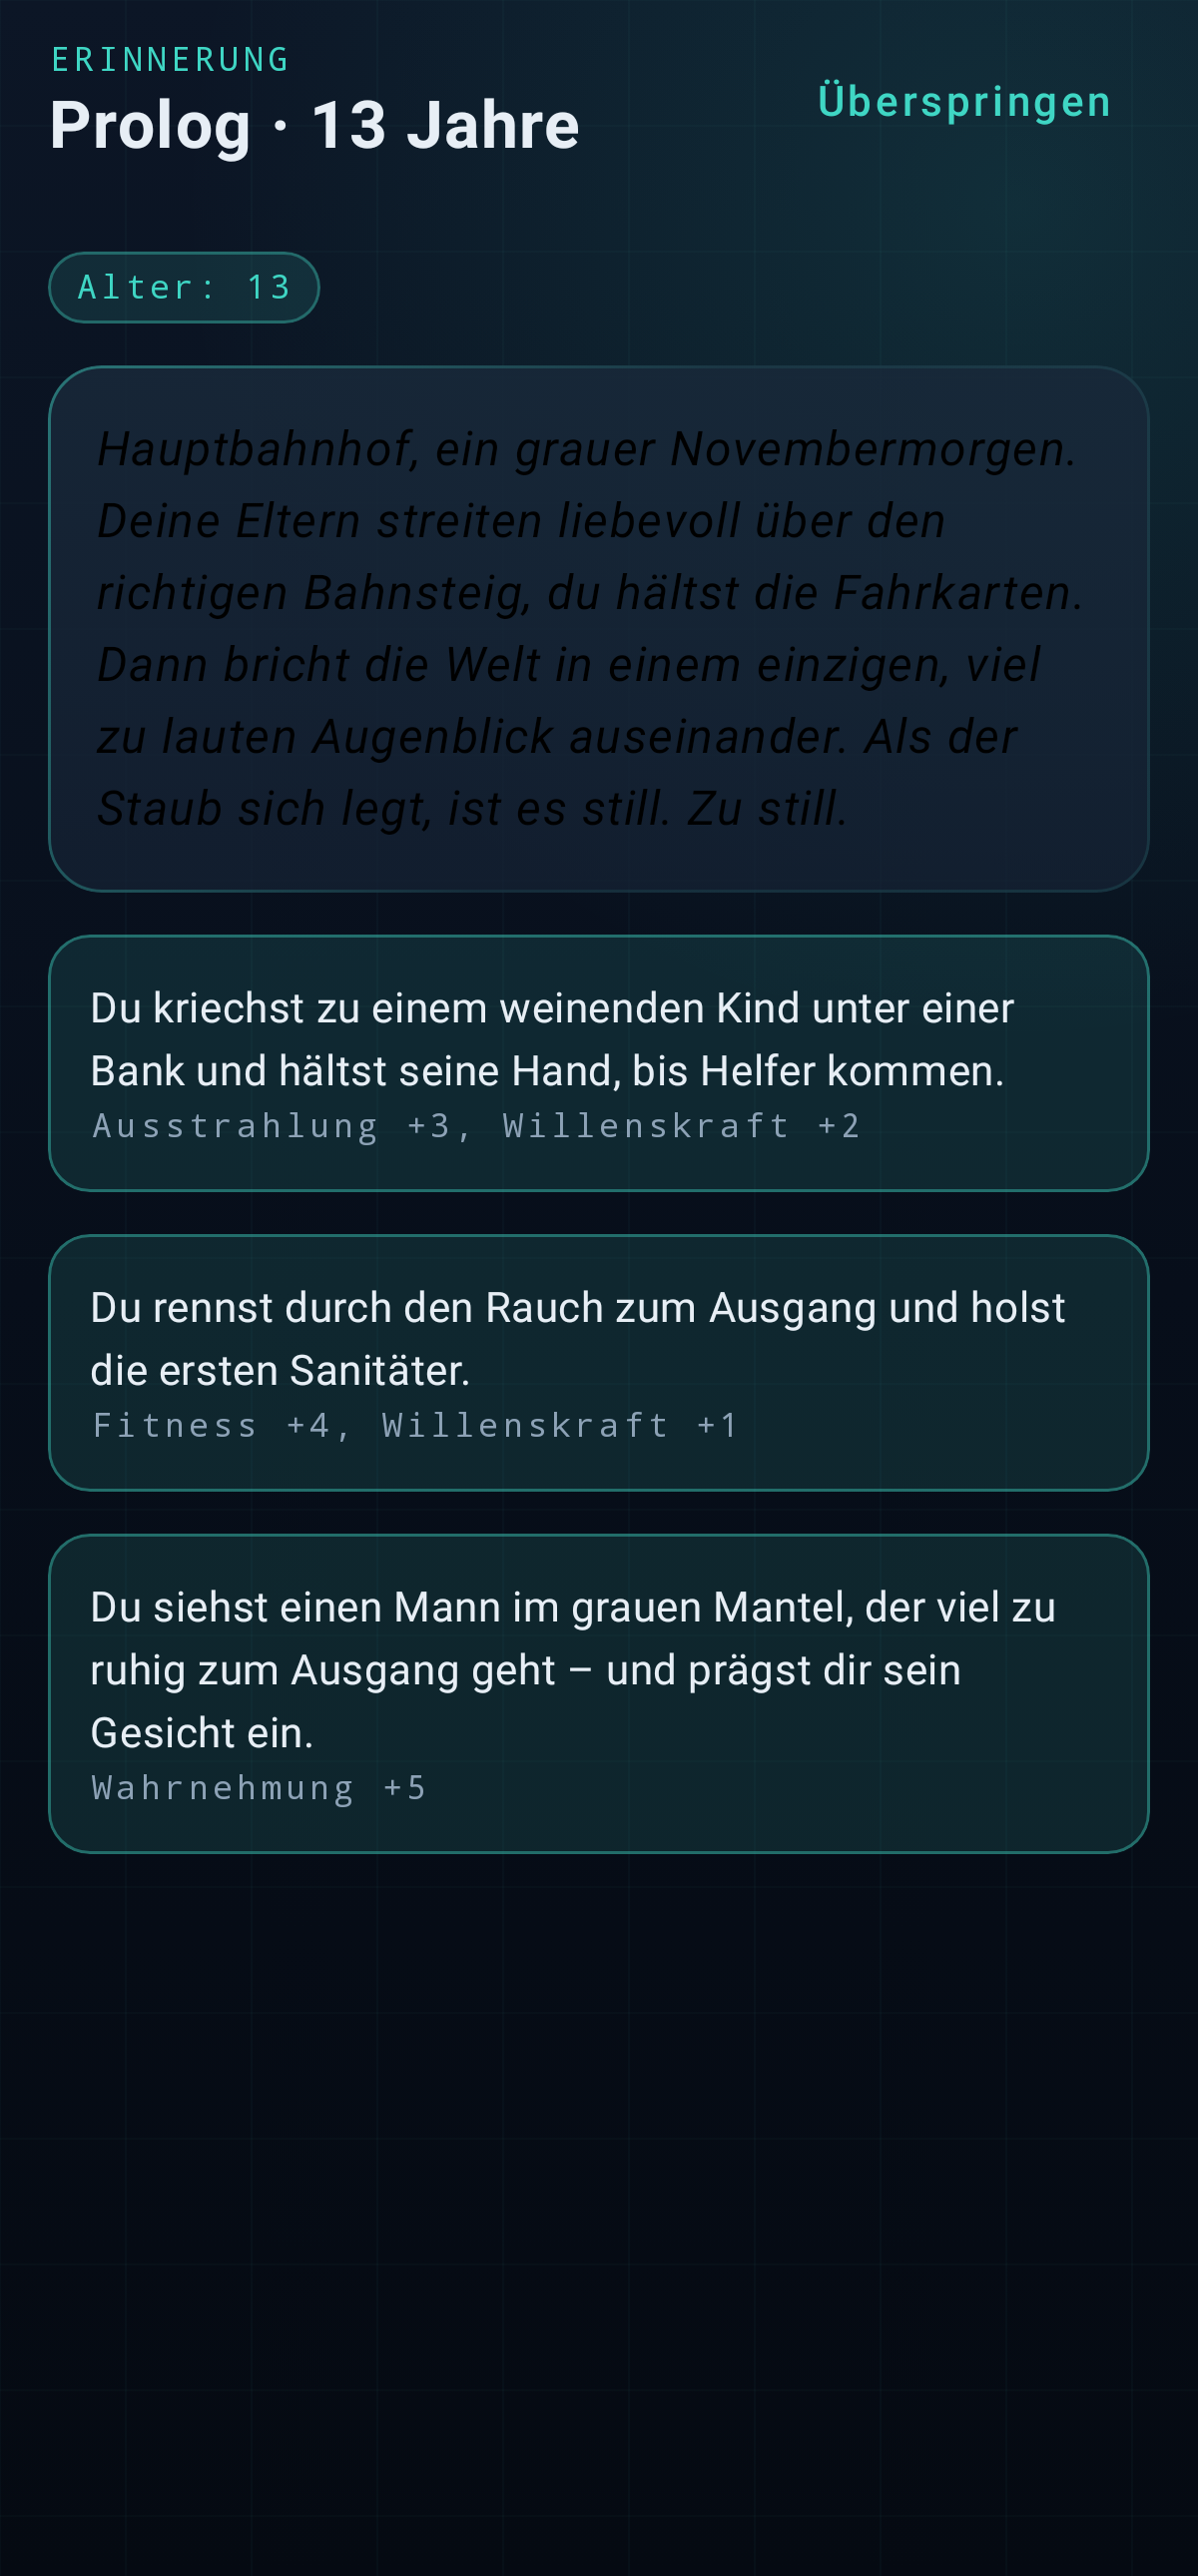 ERINNERUNG
Prolog · 13 Jahre
Überspringen
Alter: 13
Hauptbahnhof, ein grauer Novembermorgen.
Deine Eltern streiten liebevoll über den
richtigen Bahnsteig, du hältst die Fahrkarten.
Dann bricht die Welt in einem einzigen, viel
zu lauten Augenblick auseinander. Als der
Staub sich legt, ist es still. Zu still.
Du kriechst zu einem weinenden Kind unter einer
Bank und hältst seine Hand, bis Helfer kommen.
Ausstrahlung +3, Willenskraft +2
Du rennst durch den Rauch zum Ausgang und holst
die ersten Sanitäter.
Fitness +4, Willenskraft +1
Du siehst einen Mann im grauen Mantel, der viel zu
ruhig zum Ausgang geht – und prägst dir sein
Gesicht ein.
Wahrnehmung +5